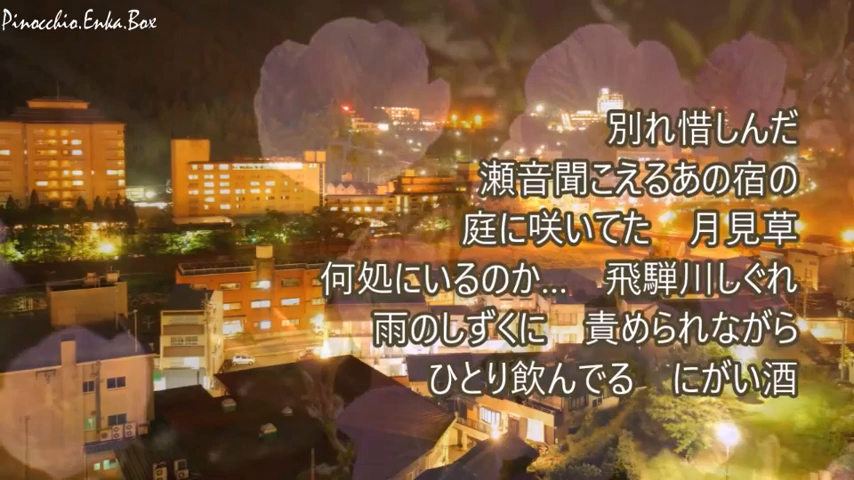 Pinocchio.Enka.Box
別れ惜しんだ
瀬音聞こえるあの宿の
庭に咲いてた　月見草
何処にいるのか...　飛騨川しぐれ
雨のしずくに　責められながら
ひとり飲んでる　にがい酒